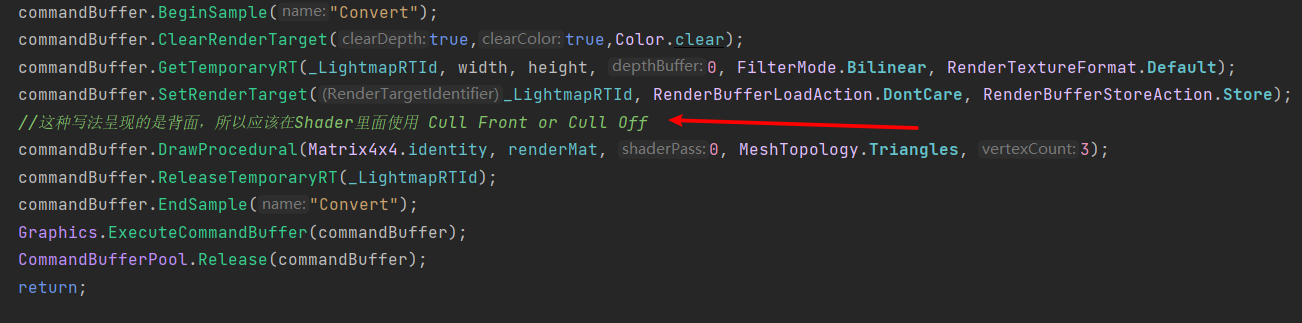 commandBuffer.BeginSample(name:"Convert");
commandBuffer.ClearRenderTarget(clearDepth:true,clearColor:true,Color.clear);
commandBuffer.GetTemporaryRT(_LightmapRTId, width, height, depthBuffer:0, FilterMode.Bilinear, RenderTextureFormat.Default);
commandBuffer.SetRenderTarget((RenderTargetIdentifier)_LightmapRTId, RenderBufferLoadAction.DontCare, RenderBufferStoreAction.Store);
//这种写法呈现的是背面，所以应该在Shader里面使用 Cull Front or Cull Off
commandBuffer.DrawProcedural(Matrix4x4.identity, renderMat, shaderPass:0, MeshTopology.Triangles, vertexCount:3);
commandBuffer.ReleaseTemporaryRT(_LightmapRTId);
commandBuffer.EndSample(name:"Convert");
Graphics.ExecuteCommandBuffer(commandBuffer);
CommandBufferPool.Release(commandBuffer);
return;